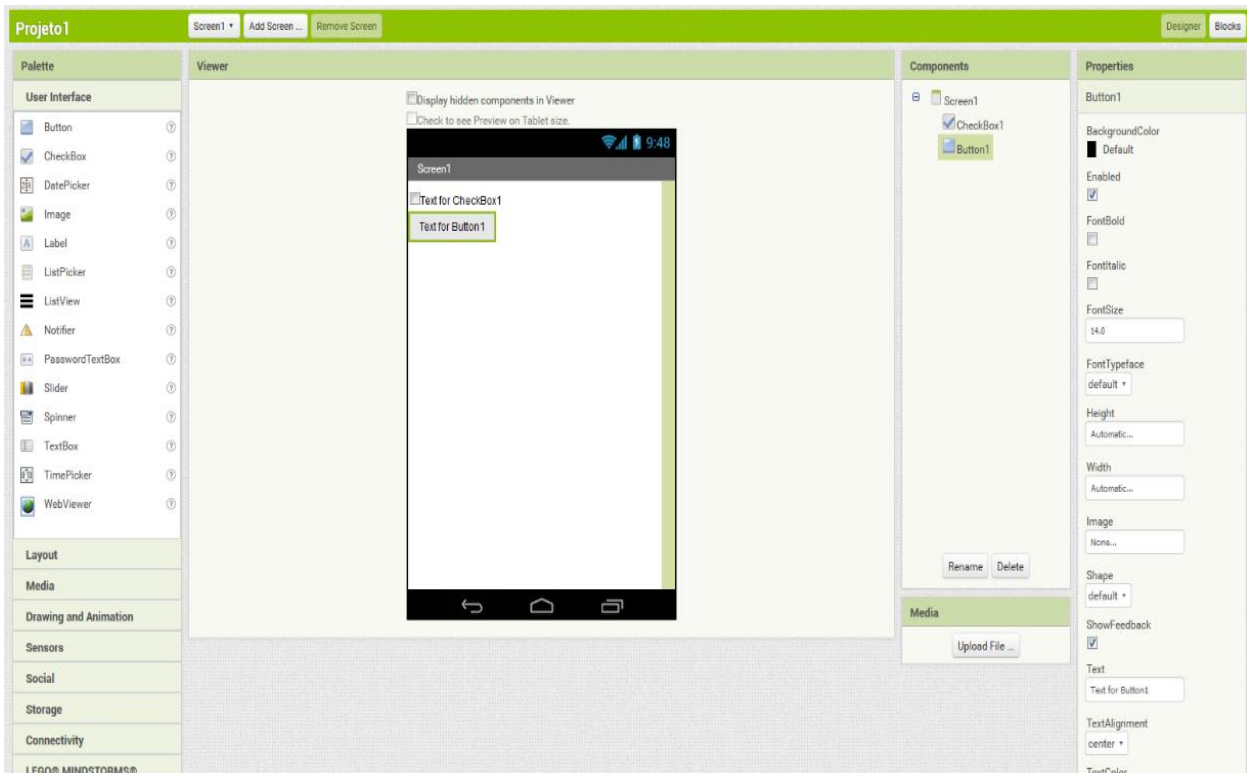 Projeto1
Screen1
Add Screen ...
Remove Screen
Designer
Blocks
Palette
User Interface
Button
CheckBox
DatePicker
Image
Label
ListPicker
ListView
Notifier
PasswordTextBox
Slider
Spinner
TextBox
TimePicker
WebViewer
Layout
Media
Drawing and Animation
Sensors
Social
Storage
Connectivity
LEGO® MINDSTORMS®
Viewer
Display hidden components in Viewer
Check to see Preview on Tablet size.
9:48
Screen1
Text for CheckBox1
Text for Button1
Components
Screen1
CheckBox1
Button1
Rename
Delete
Media
Upload File ...
Properties
Button1
BackgroundColor
Default
Enabled
FontBold
FontItalic
FontSize
14.0
FontTypeface
default
Height
Automatic...
Width
Automatic...
Image
None...
Shape
default
ShowFeedback
Text
Text for Button1
TextAlignment
center
TextColor